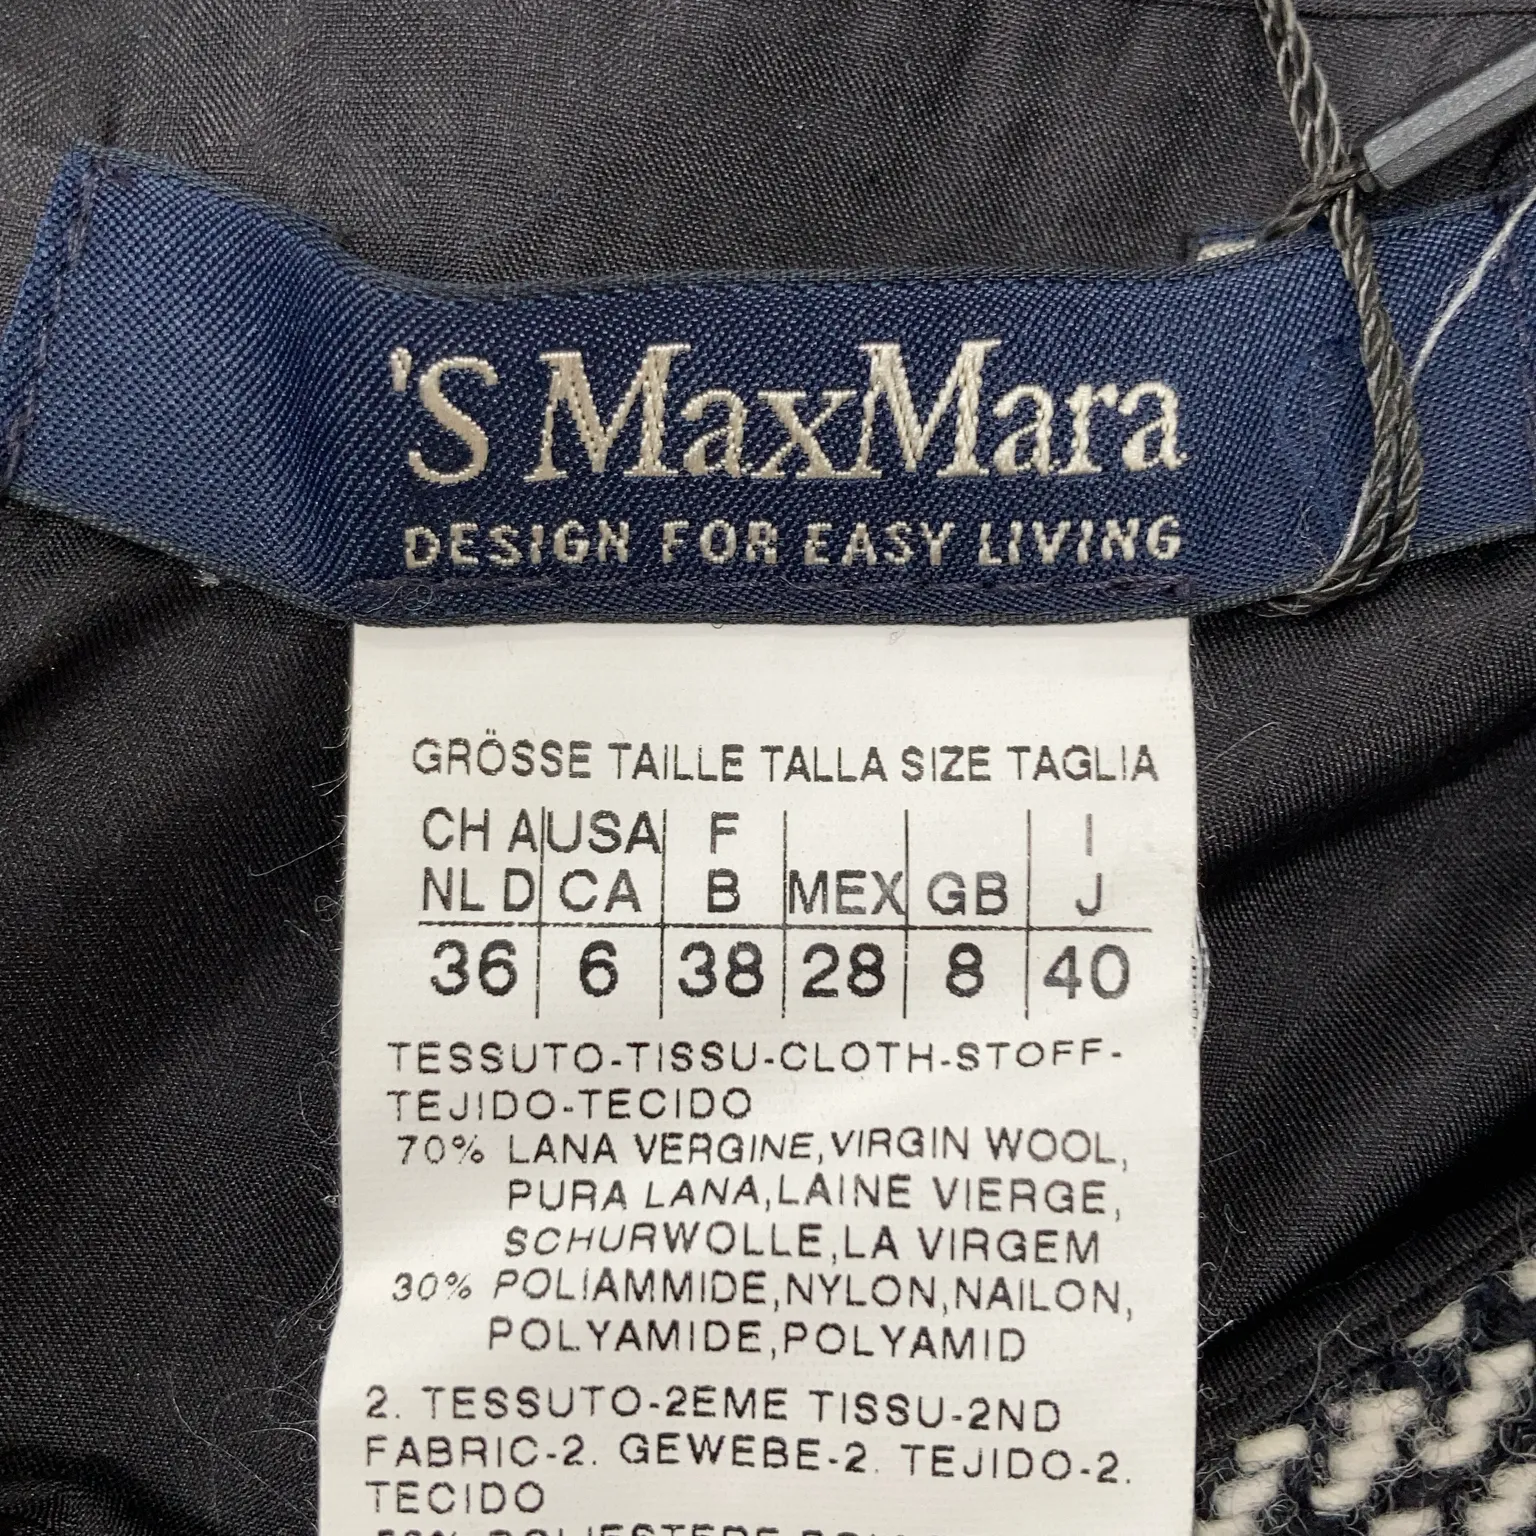 'S MaxMara
DESIGN FOR EASY LIVING
GRÖSSE TAILLE TALLA SIZE TAGLIA
CH A USA F I
NL D CA B MEX GB J
36 6 38 28 8 40
TESSUTO-TISSU-CLOTH-STOFF-
TEJIDO-TECIDO
70% LANA VERGINE, VIRGIN WOOL,
PURA LANA, LAINE VIERGE,
SCHURWOLLE, LA VIRGEM
30% POLIAMMIDE, NYLON, NAILON,
POLYAMIDE, POLYAMID
2. TESSUTO-2EME TISSU-2ND
FABRIC-2. GEWEBE-2. TEJIDO-2.
TECIDO